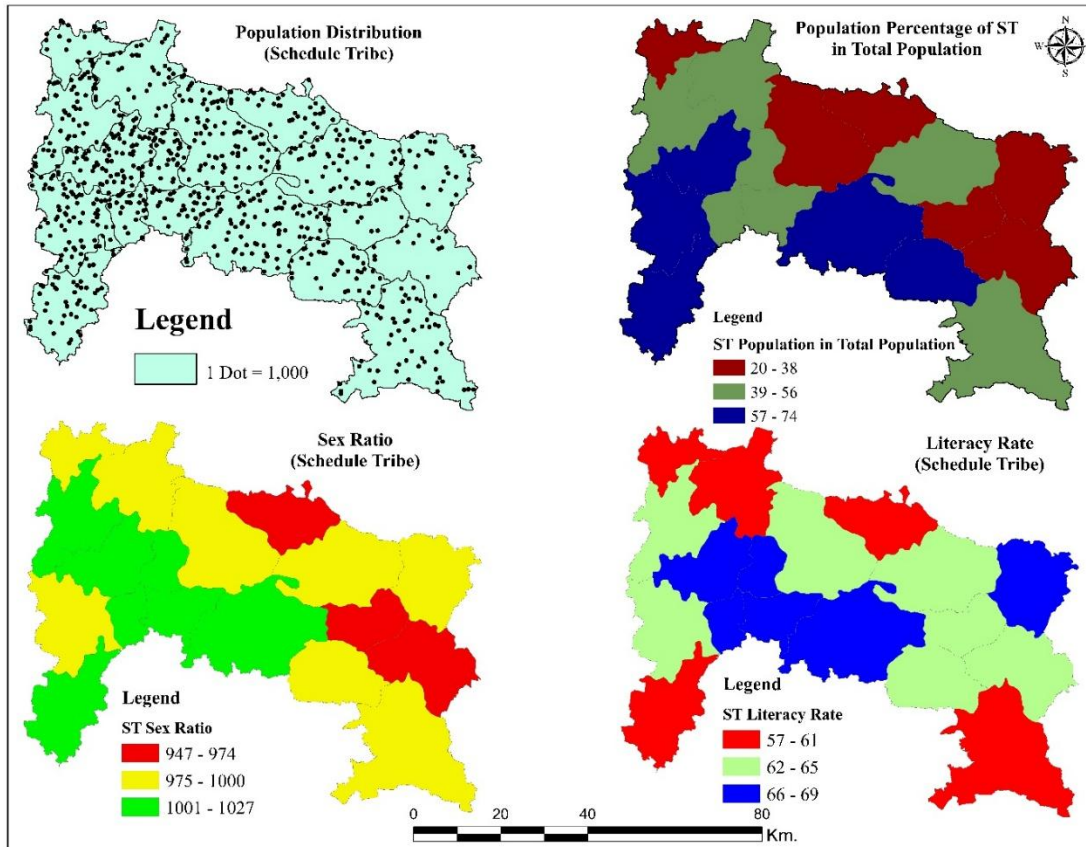 Population Distribution
(Schedule Tribe)
Legend
1 Dot = 1,000
Population Percentage of ST
in Total Population
N
W
E
S
Legend
ST Population in Total Population
20 - 38
39 - 56
57 - 74
Sex Ratio
(Schedule Tribe)
Legend
ST Sex Ratio
947 - 974
975 - 1000
1001 - 1027
Literacy Rate
(Schedule Tribe)
Legend
ST Literacy Rate
57 - 61
62 - 65
66 - 69
0 20 40 80
Km.